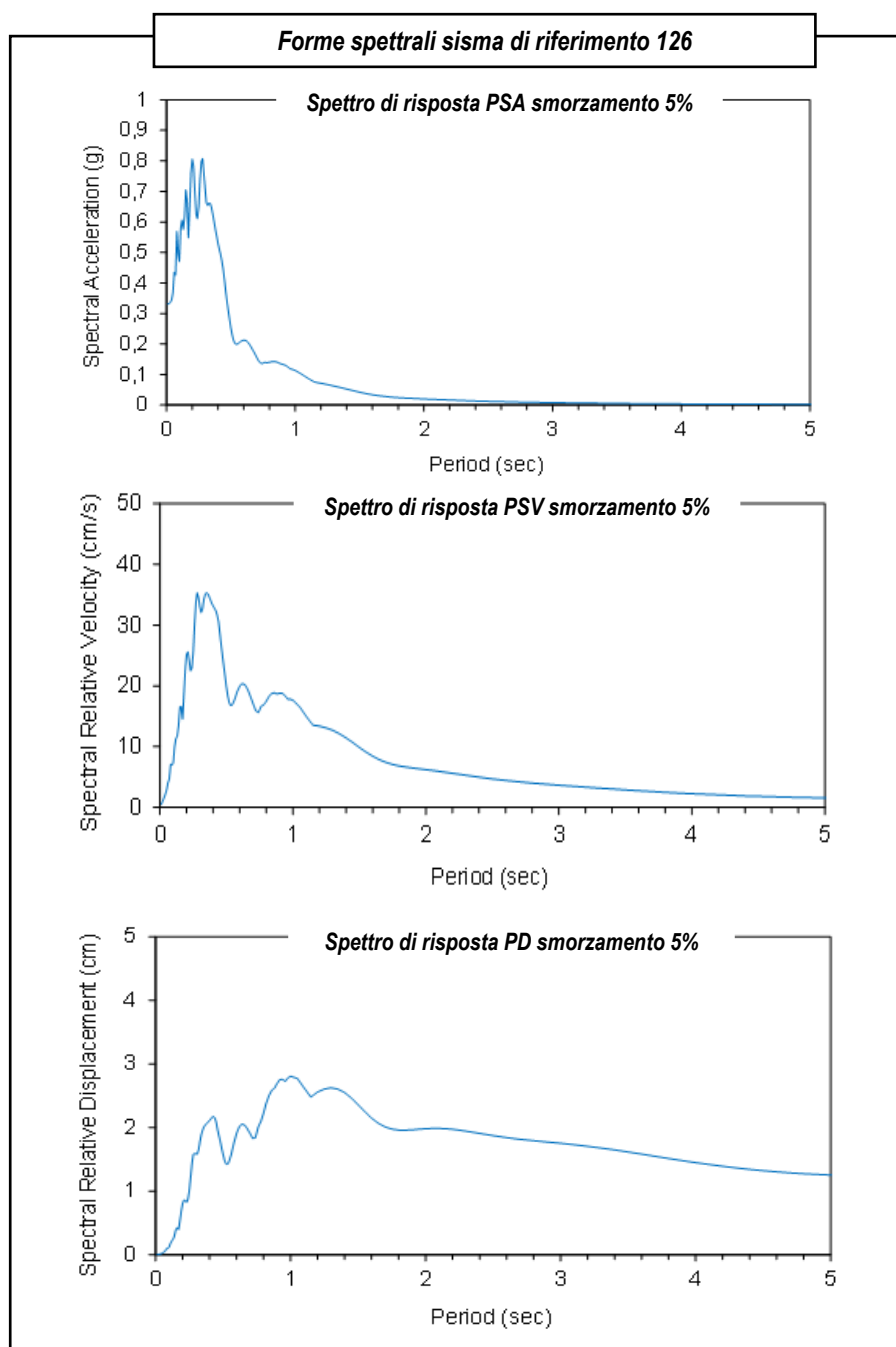 Forme spettrali sisma di riferimento 126
Spettro di risposta PSA smorzamento 5%
Spectral Acceleration (g)
1
0,9
0,8
0,7
0,6
0,5
0,4
0,3
0,2
0,1
0
0 1 2 3 4 5
Period (sec)
Spettro di risposta PSV smorzamento 5%
Spectral Relative Velocity (cm/s)
50
40
30
20
10
0
0 1 2 3 4 5
Period (sec)
Spettro di risposta PD smorzamento 5%
Spectral Relative Displacement (cm)
5
4
3
2
1
0
0 1 2 3 4 5
Period (sec)